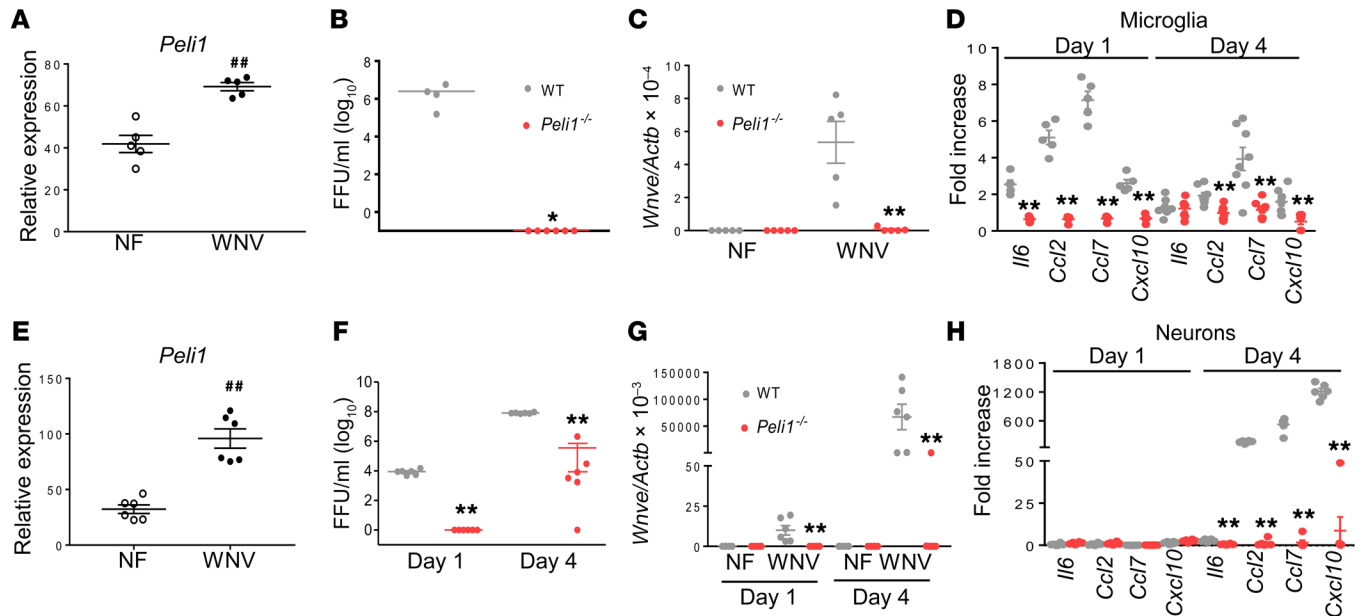 A
Peli1
Relative expression
80
60
40
20
0
##
NF
WNV
B
FFU/ml (log10)
8
6
4
2
0
WT
Peli1-/-
*
C
Wnve/Actb × 10–4
10
8
6
4
2
0
WT
Peli1-/-
**
NF
WNV
D
Microglia
Day 1
Day 4
Fold increase
10
8
6
4
2
0
** ** ** ** ** ** **
Il6
Ccl2
Ccl7
Cxcl10
Il6
Ccl2
Ccl7
Cxcl10
E
Peli1
Relative expression
150
100
50
0
##
NF
WNV
F
FFU/ml (log10)
10
8
6
4
2
0
**
**
Day 1
Day 4
G
Wnve/Actb × 10–3
150000
100000
50000
50
25
0
WT
Peli1-/-
**
**
NF WNV NF WNV
Day 1
Day 4
H
Neurons
Day 1
Day 4
Fold increase
1800
1200
600
50
25
0
** ** ** **
Il6
Ccl2
Ccl7
Cxcl10
Il6
Ccl2
Ccl7
Cxcl10